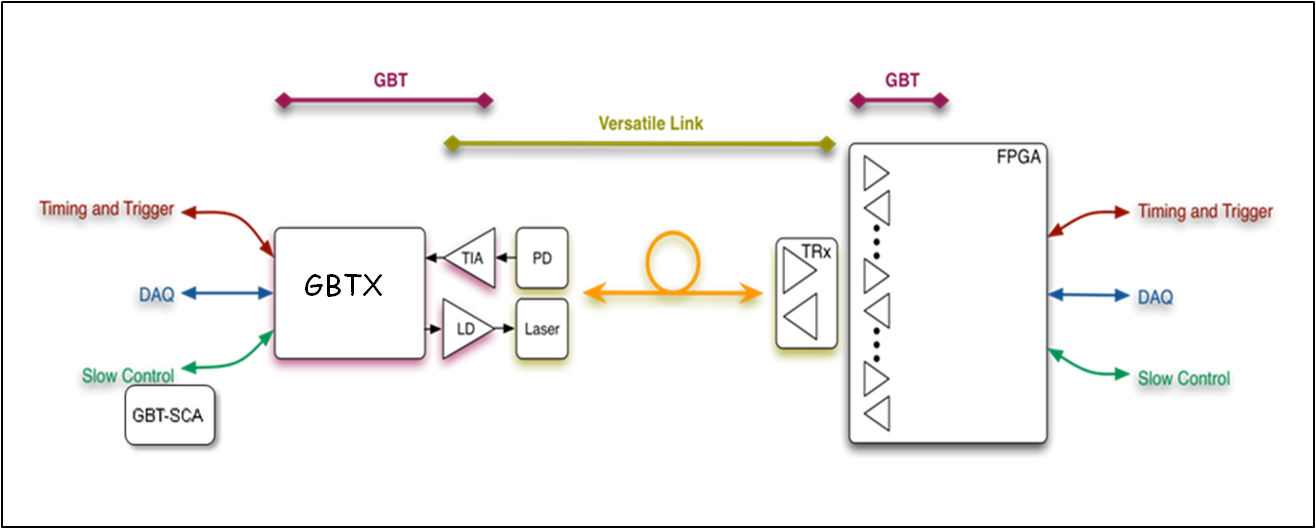 GBT
GBT
Versatile Link
FPGA
Timing and Trigger
Timing and Trigger
TRx
TIA
PD
GBTX
DAQ
DAQ
LD
Laser
Slow Control
Slow Control
GBT-SCA